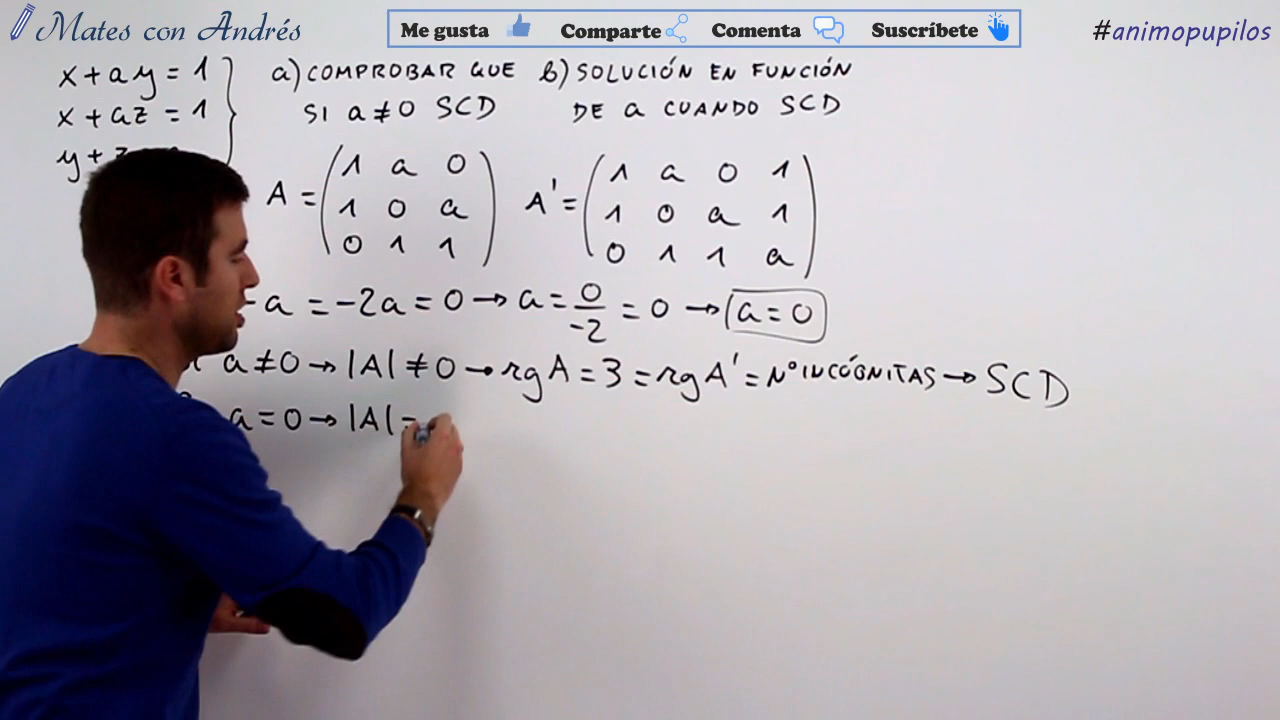 Mates con Andrés
Me gusta Comparte Comenta Suscríbete
#animopupilos
x + ay = 1
x + az = 1
y + z
a) COMPROBAR QUE
SI a ≠ 0 SCD
b) SOLUCIÓN EN FUNCIÓN
DE a CUANDO SCD
A = ( 1 a 0
1 0 a
0 1 1 )
A' = ( 1 a 0 1
1 0 a 1
0 1 1 a )
-a = -2a = 0 → a = 0/-2 = 0 → a = 0
a ≠ 0 → |A| ≠ 0 → rgA = 3 = rgA' = Nº INCÓGNITAS → SCD
a = 0 → |A| =